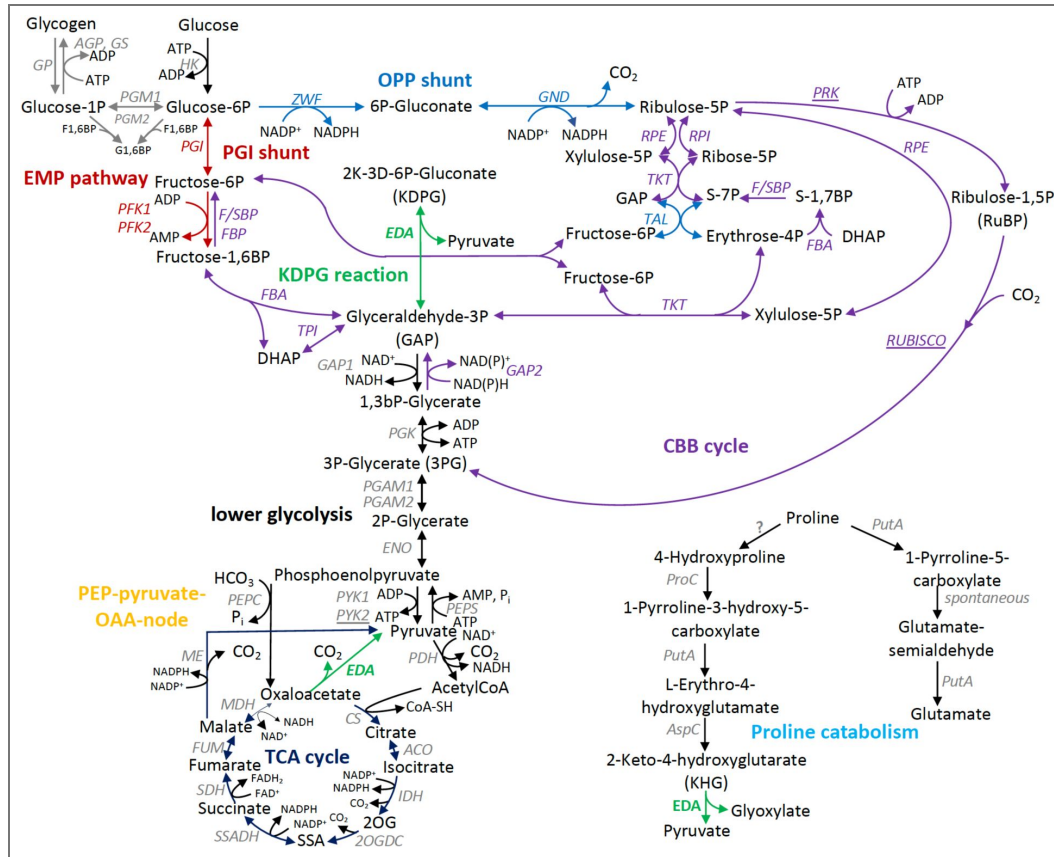 Glycogen
Glucose
AGP, GS
ADP
ATP
GP
ATP
ADP
HK
Glucose-1P
PGM1
PGM2
Glucose-6P
F1,6BP
F1,6BP
G1,6BP
OPP shunt
ZWF
NADP⁺
NADPH
6P-Gluconate
GND
NADP⁺
NADPH
CO₂
Ribulose-5P
PRK
ATP
ADP
RPE
RPE
RPI
PGI
PGI shunt
EMP pathway
Fructose-6P
Xylulose-5P
Ribose-5P
TKT
GAP
S-7P
F/SBP
S-1,7BP
Ribulose-1,5P
(RuBP)
2K-3D-6P-Gluconate
(KDPG)
ADP
PFK1
PFK2
AMP
F/SBP
FBP
TAL
Fructose-6P
Erythrose-4P
FBA
DHAP
EDA
Pyruvate
Fructose-1,6BP
KDPG reaction
Fructose-6P
FBA
TPI
DHAP
Glyceraldehyde-3P
(GAP)
TKT
Xylulose-5P
CO₂
RUBISCO
GAP1
NAD⁺
NADH
NAD(P)⁺
NAD(P)H
GAP2
1,3bP-Glycerate
PGK
ADP
ATP
CBB cycle
3P-Glycerate (3PG)
PGAM1
PGAM2
lower glycolysis
2P-Glycerate
ENO
Phosphoenolpyruvate
PEP-pyruvate-
OAA-node
HCO₃
PEPC
Pᵢ
PYK1
PYK2
ADP
ATP
AMP, Pᵢ
PEPS
ATP
Pyruvate
NAD⁺
CO₂
NADH
PDH
ME
CO₂
NADPH
NADP⁺
CO₂
EDA
AcetylCoA
CoA-SH
Oxaloacetate
MDH
NADH
NAD⁺
CS
Malate
Citrate
FUM
TCA cycle
ACO
Fumarate
Isocitrate
SDH
FADH₂
FAD⁺
NADP⁺
NADPH
CO₂
IDH
Succinate
NADPH
NADP⁺
CO₂
2OG
SSADH
SSA
2OGDC
Proline
?
PutA
4-Hydroxyproline
ProC
1-Pyrroline-3-hydroxy-5-
carboxylate
PutA
L-Erythro-4-
hydroxyglutamate
AspC
2-Keto-4-hydroxyglutarate
(KHG)
EDA
Glyoxylate
Pyruvate
1-Pyrroline-5-
carboxylate
spontaneous
Glutamate-
semialdehyde
PutA
Glutamate
Proline catabolism